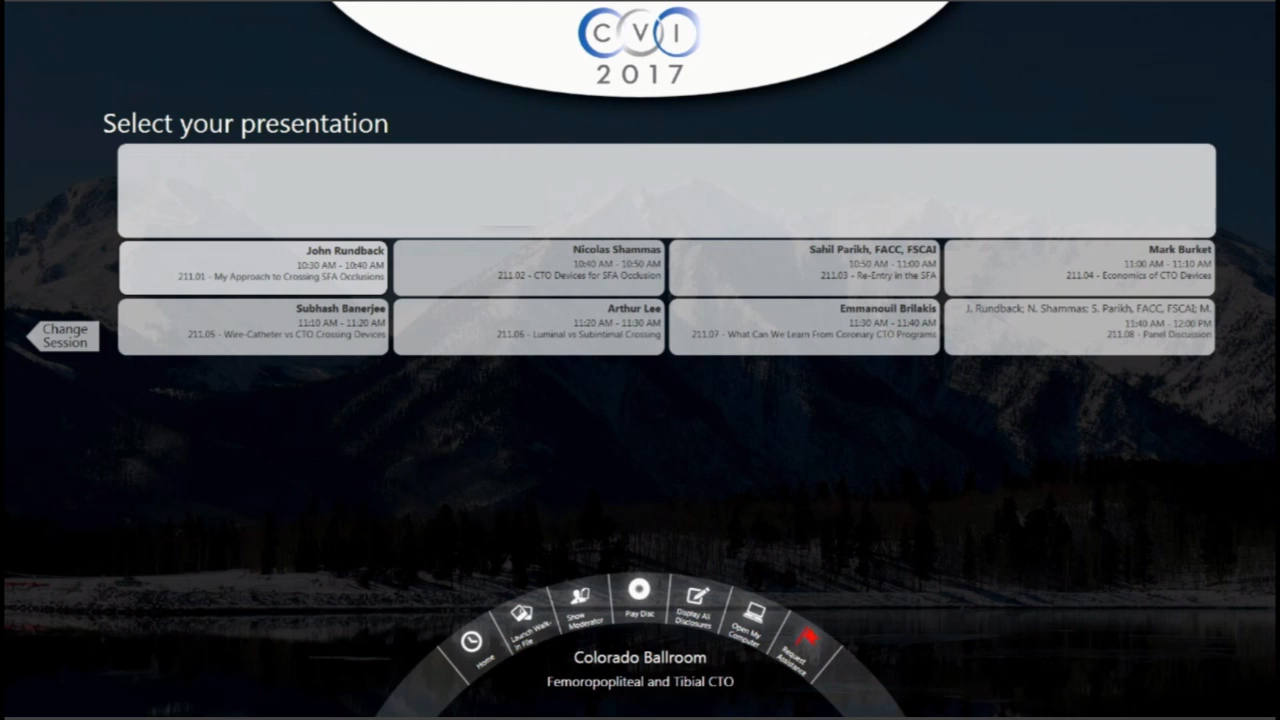 C V I
2017
Select your presentation
John Rundback
10:30 AM - 10:40 AM
211.01 - My Approach to Crossing SFA Occlusions
Nicolas Shammas
10:40 AM - 10:50 AM
211.02 - CTO Devices for SFA Occlusion
Sahil Parikh, FACC, FSCAI
10:50 AM - 11:00 AM
211.03 - Re-Entry in the SFA
Mark Burket
11:00 AM - 11:10 AM
211.04 - Economics of CTO Devices
Subhash Banerjee
11:10 AM - 11:20 AM
211.05 - Wire-Catheter vs CTO Crossing Devices
Arthur Lee
11:20 AM - 11:30 AM
211.06 - Luminal vs Subintimal Crossing
Emmanouil Brilakis
11:30 AM - 11:40 AM
211.07 - What Can We Learn From Coronary CTO Programs
J. Rundback; N. Shammas; S. Parikh, FACC, FSCAI; M.
11:40 AM - 12:00 PM
211.08 - Panel Discussion
Change
Session
Home
Launch Walk-
in File
Show
Moderator
Play Disc
Display All
Disclosures
Open My
Computer
Request
Assistance
Colorado Ballroom
Femoropopliteal and Tibial CTO